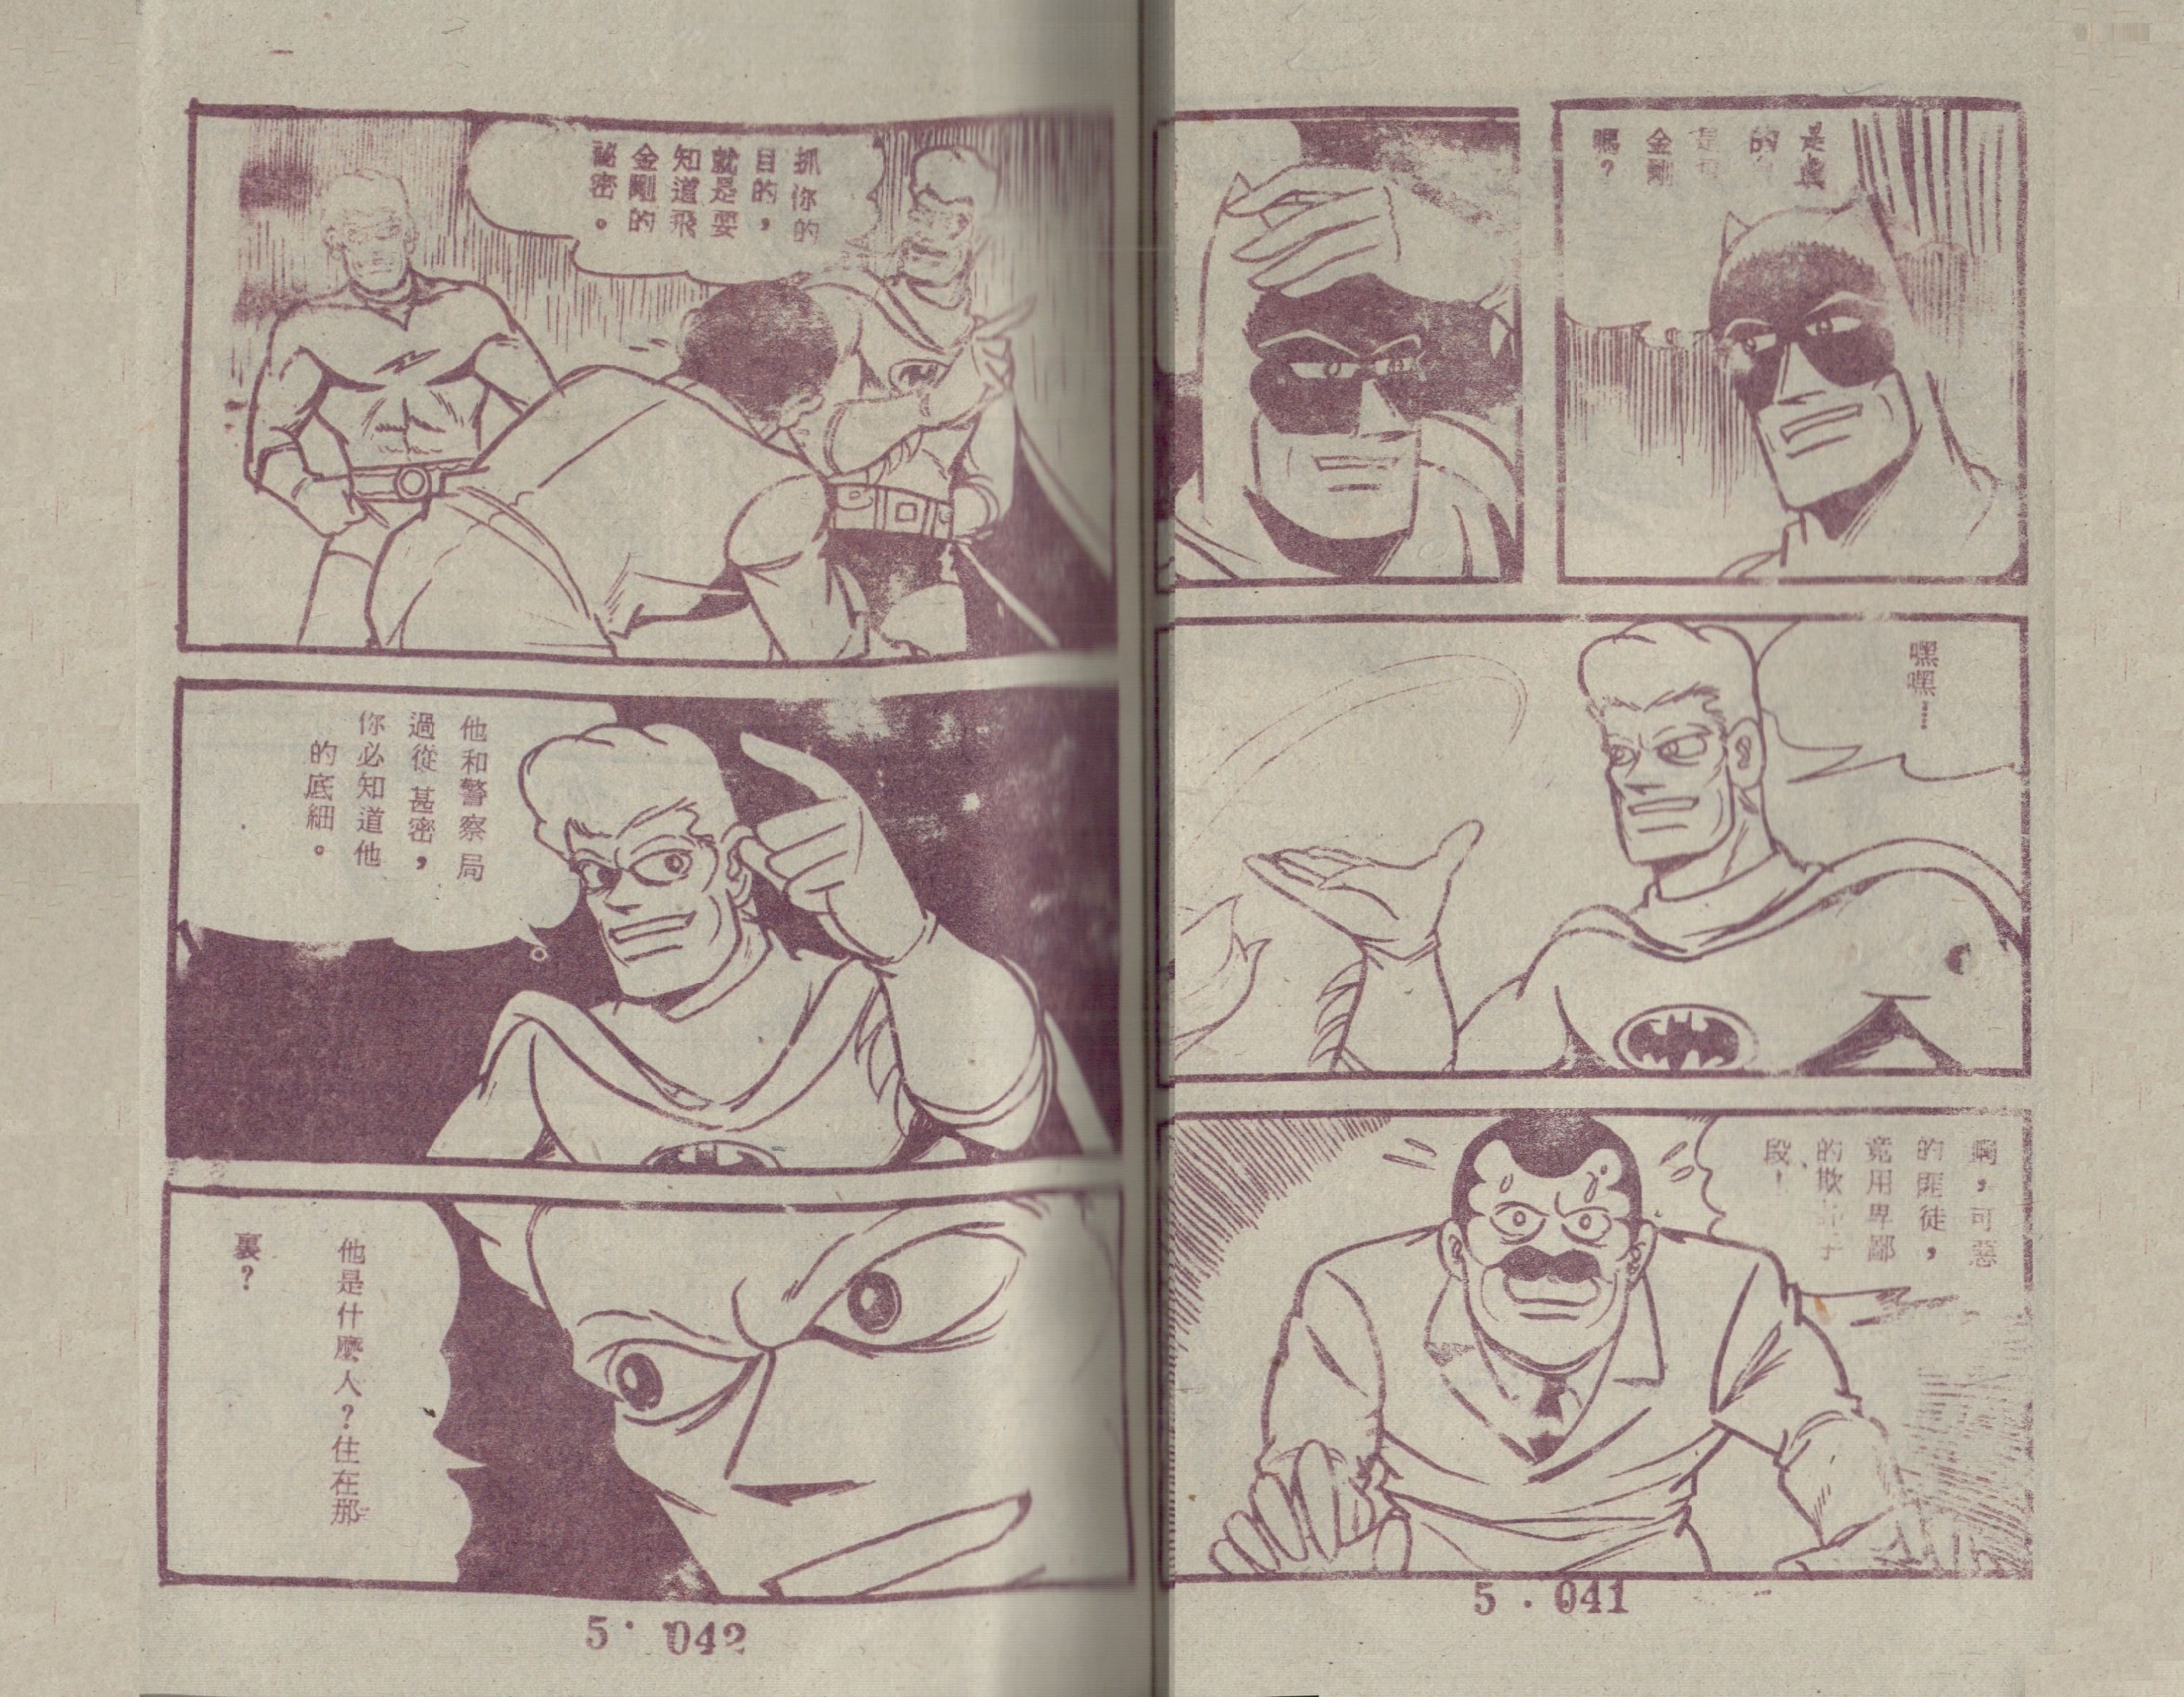 是真
的
金剛
嗎？
嘿嘿…
啊，可惡
的匪徒，
竟用卑鄙
的欺
段！
5．041
抓你的
目的，
就是要
知道飛
金剛的
祕密。
他和警察局
過從甚密，
你必知道他
的底細。
他是什麼人？住在那
裏？
5．042